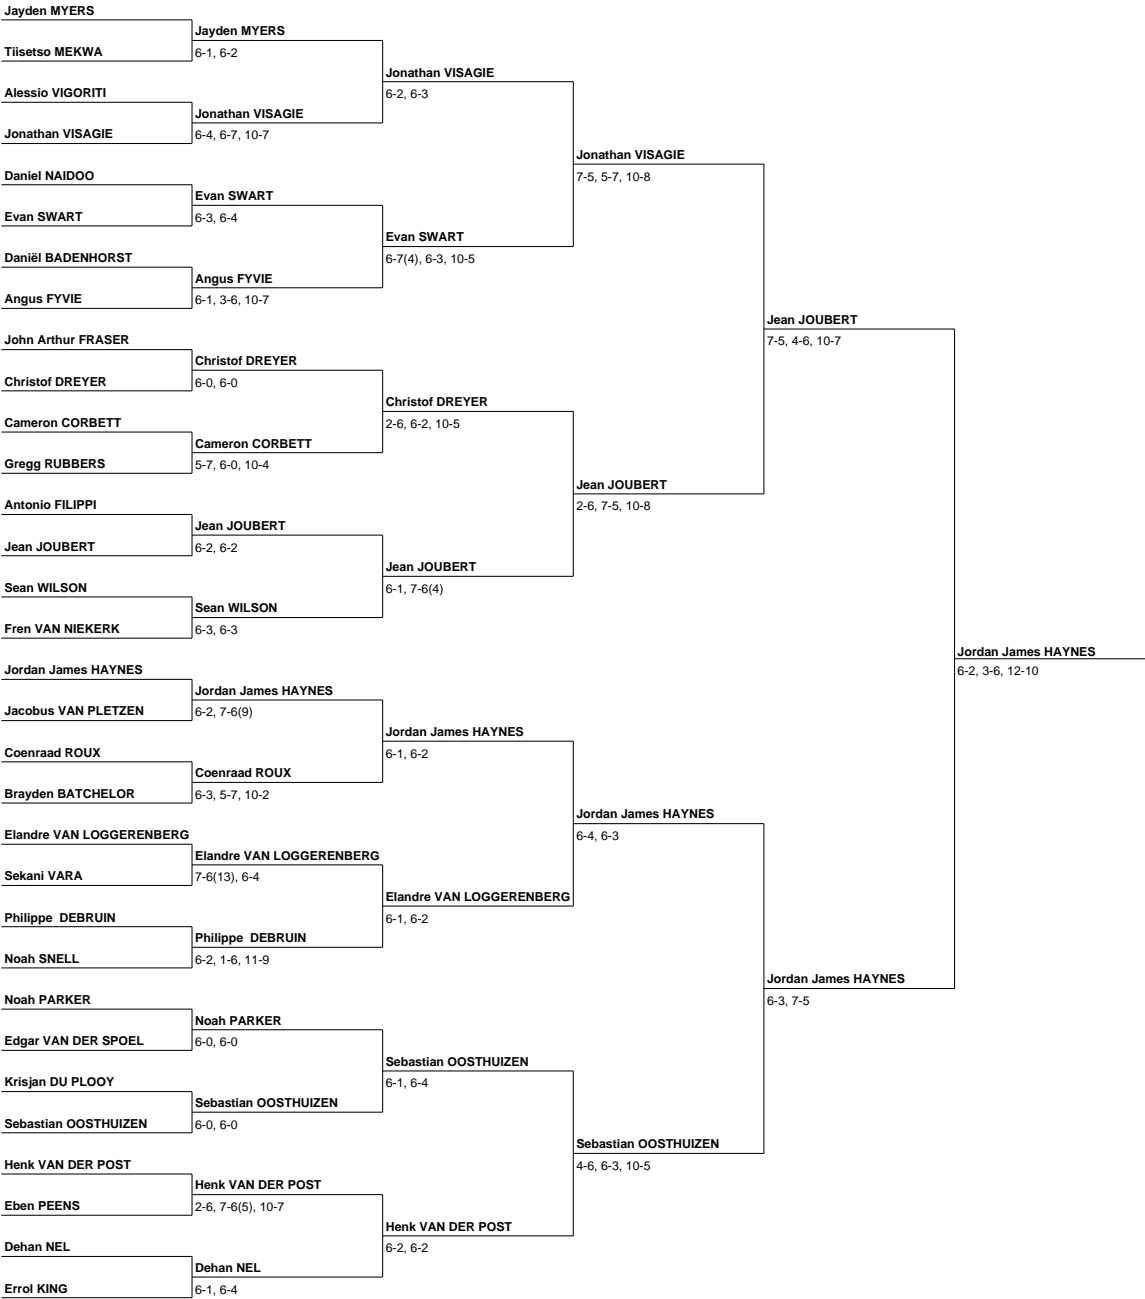 Jayden MYERS
Jayden MYERS
Tiisetso MEKWA
6-1, 6-2
Jonathan VISAGIE
Alessio VIGORITI
6-2, 6-3
Jonathan VISAGIE
Jonathan VISAGIE
6-4, 6-7, 10-7
Jonathan VISAGIE
Daniel NAIDOO
7-5, 5-7, 10-8
Evan SWART
Evan SWART
6-3, 6-4
Evan SWART
Daniël BADENHORST
6-7(4), 6-3, 10-5
Angus FYVIE
Angus FYVIE
6-1, 3-6, 10-7
Jean JOUBERT
John Arthur FRASER
7-5, 4-6, 10-7
Christof DREYER
Christof DREYER
6-0, 6-0
Christof DREYER
Cameron CORBETT
2-6, 6-2, 10-5
Cameron CORBETT
Gregg RUBBERS
5-7, 6-0, 10-4
Jean JOUBERT
Antonio FILIPPI
2-6, 7-5, 10-8
Jean JOUBERT
Jean JOUBERT
6-2, 6-2
Jean JOUBERT
Sean WILSON
6-1, 7-6(4)
Sean WILSON
Fren VAN NIEKERK
6-3, 6-3
Jordan James HAYNES
Jordan James HAYNES
6-2, 3-6, 12-10
Jordan James HAYNES
Jacobus VAN PLETZEN
6-2, 7-6(9)
Jordan James HAYNES
Coenraad ROUX
6-1, 6-2
Coenraad ROUX
Brayden BATCHELOR
6-3, 5-7, 10-2
Jordan James HAYNES
Elandre VAN LOGGERENBERG
6-4, 6-3
Elandre VAN LOGGERENBERG
Sekani VARA
7-6(13), 6-4
Elandre VAN LOGGERENBERG
Philippe  DEBRUIN
6-1, 6-2
Philippe  DEBRUIN
Noah SNELL
6-2, 1-6, 11-9
Jordan James HAYNES
Noah PARKER
6-3, 7-5
Noah PARKER
Edgar VAN DER SPOEL
6-0, 6-0
Sebastian OOSTHUIZEN
Krisjan DU PLOOY
6-1, 6-4
Sebastian OOSTHUIZEN
Sebastian OOSTHUIZEN
6-0, 6-0
Sebastian OOSTHUIZEN
Henk VAN DER POST
4-6, 6-3, 10-5
Henk VAN DER POST
Eben PEENS
2-6, 7-6(5), 10-7
Henk VAN DER POST
Dehan NEL
6-2, 6-2
Dehan NEL
Errol KING
6-1, 6-4